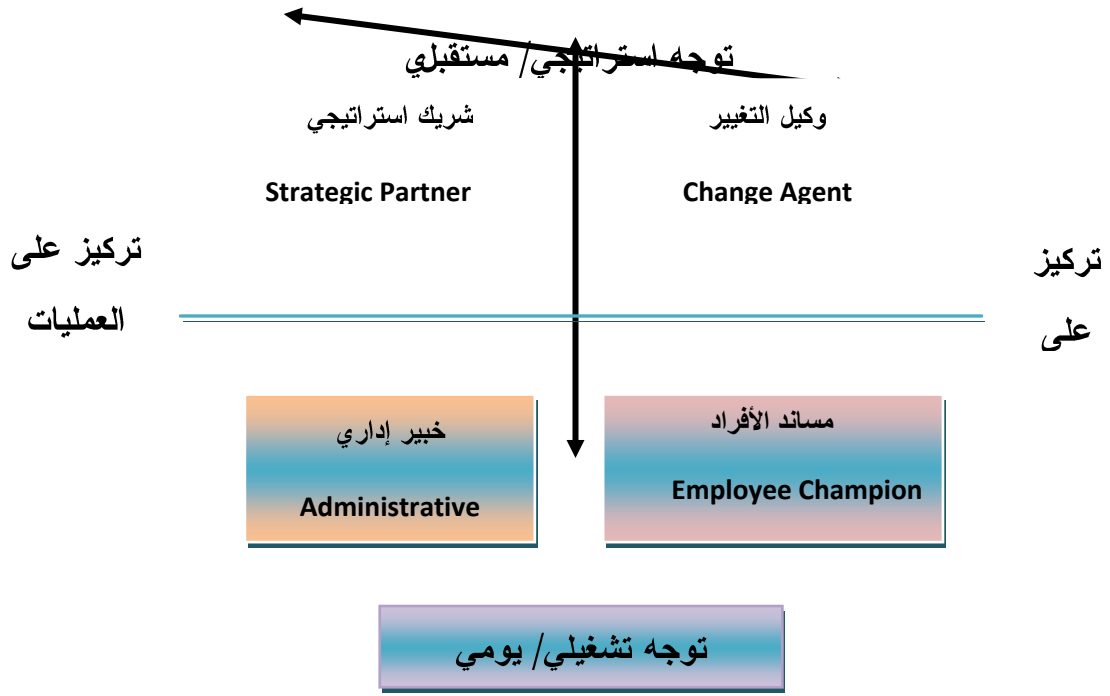 توجه استراتيجي/ مستقبلي
وكيل التغيير
شريك استراتيجي
Strategic Partner
Change Agent
تركيز على
العمليات
تركيز
على
مساند الأفراد
خبير إداري
Employee Champion
Administrative
توجه تشغيلي/ يومي